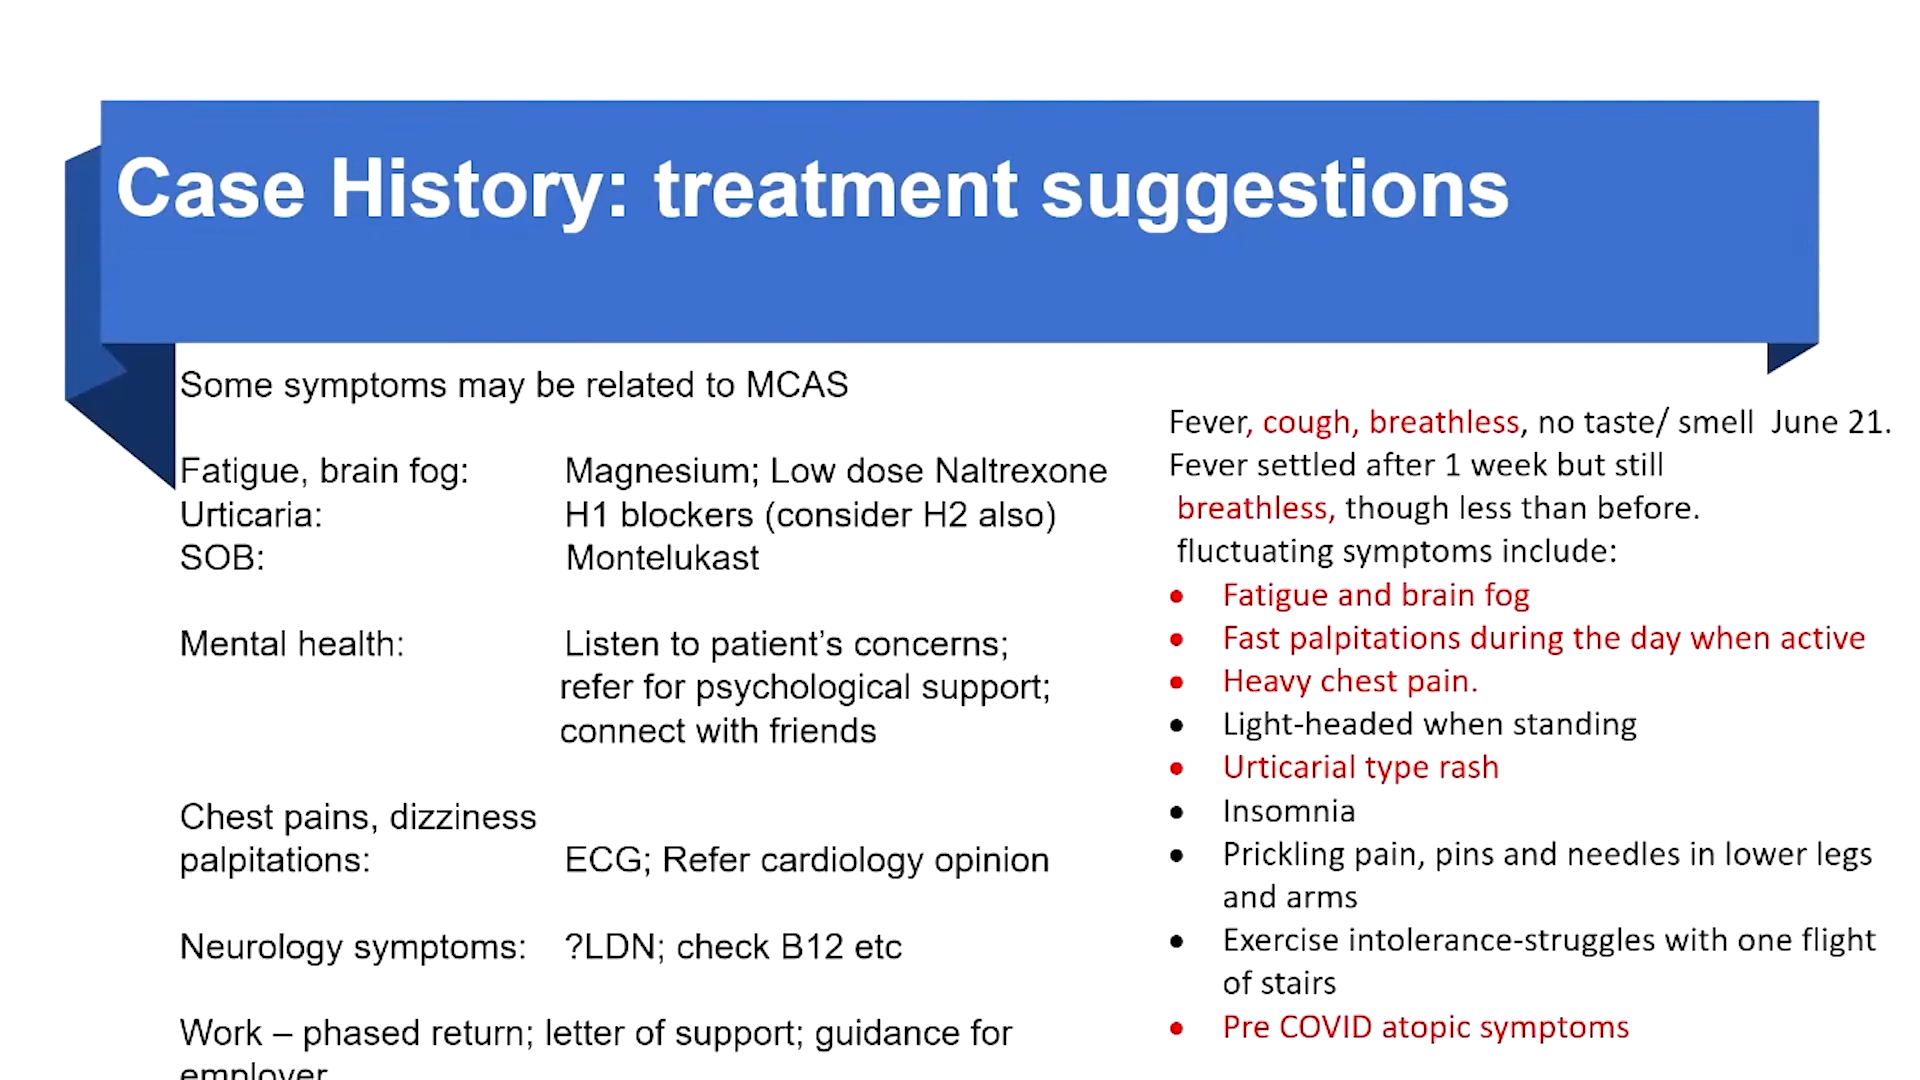 Case History: treatment suggestions
Some symptoms may be related to MCAS
Fatigue, brain fog: Magnesium; Low dose Naltrexone
Urticaria: H1 blockers (consider H2 also)
SOB: Montelukast
Mental health: Listen to patient’s concerns;
refer for psychological support;
connect with friends
Chest pains, dizziness
palpitations: ECG; Refer cardiology opinion
Neurology symptoms: ?LDN; check B12 etc
Work – phased return; letter of support; guidance for
employer
Fever, cough, breathless, no taste/ smell June 21.
Fever settled after 1 week but still
breathless, though less than before.
fluctuating symptoms include:
• Fatigue and brain fog
• Fast palpitations during the day when active
• Heavy chest pain.
• Light-headed when standing
• Urticarial type rash
• Insomnia
• Prickling pain, pins and needles in lower legs
and arms
• Exercise intolerance-struggles with one flight
of stairs
• Pre COVID atopic symptoms